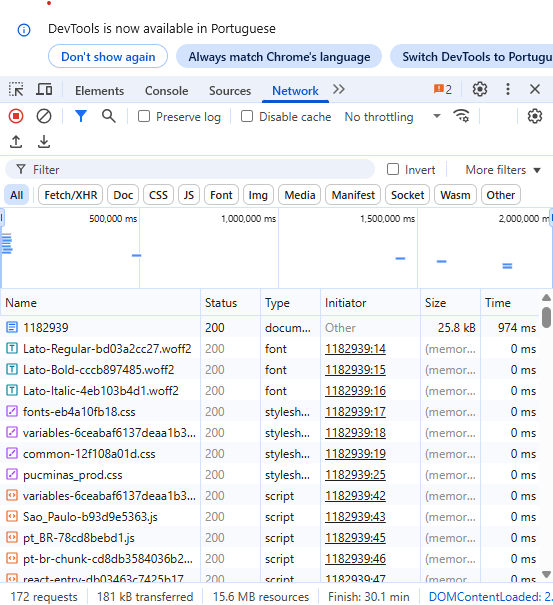 DevTools is now available in Portuguese
Don't show again Always match Chrome's language Switch DevTools to Portugu
Elements Console Sources Network 2
Preserve log Disable cache No throttling
Filter Invert More filters
All Fetch/XHR Doc CSS JS Font Img Media Manifest Socket Wasm Other
500,000 ms 1,000,000 ms 1,500,000 ms 2,000,000 m
Name Status Type Initiator Size Time
1182939 200 docum... Other 25.8 kB 974 ms
Lato-Regular-bd03a2cc27.woff2 200 font 1182939:14 (memor... 0 ms
Lato-Bold-cccb897485.woff2 200 font 1182939:15 (memor... 0 ms
Lato-Italic-4eb103b4d1.woff2 200 font 1182939:16 (memor... 0 ms
fonts-eb4a10fb18.css 200 stylesh... 1182939:17 (memor... 0 ms
variables-6ceabaf6137deaa1b3... 200 stylesh... 1182939:18 (memor... 0 ms
common-12f108a01d.css 200 stylesh... 1182939:19 (memor... 0 ms
pucminas_prod.css 200 stylesh... 1182939:25 (memor... 0 ms
variables-6ceabaf6137deaa1b3... 200 script 1182939:42 (memor... 0 ms
Sao_Paulo-b93d9e5363.js 200 script 1182939:43 (memor... 0 ms
pt_BR-78cd8bebd1.js 200 script 1182939:45 (memor... 0 ms
pt-br-chunk-cd8db3584036b2... 200 script 1182939:46 (memor... 0 ms
react-entry-db03463c7425b17... 200 script 1182939:47 (memor... 0 ms
172 requests 181 kB transferred 15.6 MB resources Finish: 30.1 min DOMContentLoaded: 2.